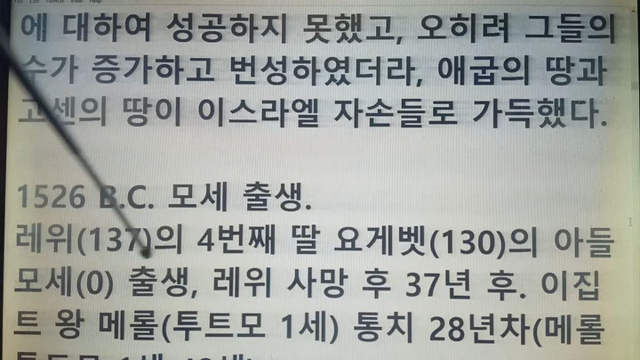 에 대하여 성공하지 못했고, 오히려 그들의
수가 증가하고 번성하였더라, 애굽의 땅과
고센의 땅이 이스라엘 자손들로 가득했다.
1526 B.C. 모세 출생.
레위(137)의 4번째 딸 요게벳(130)의 아들
모세(0) 출생, 레위 사망 후 37년 후. 이집
트 왕 메롤(투트모 1세) 통치 28년차(메롤